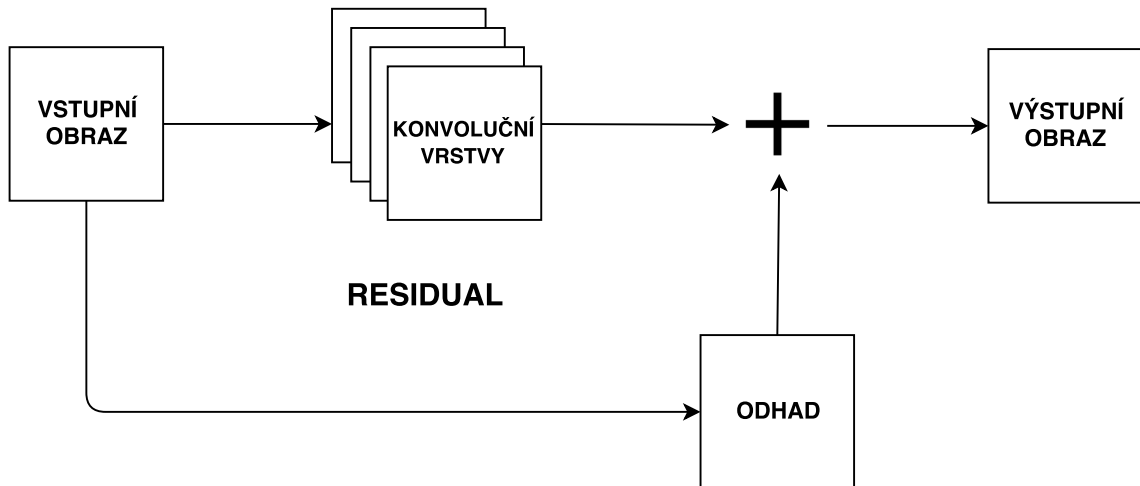 VSTUPNÍ
OBRAZ
KONVOLUČNÍ
VRSTVY
VÝSTUPNÍ
OBRAZ
RESIDUAL
ODHAD